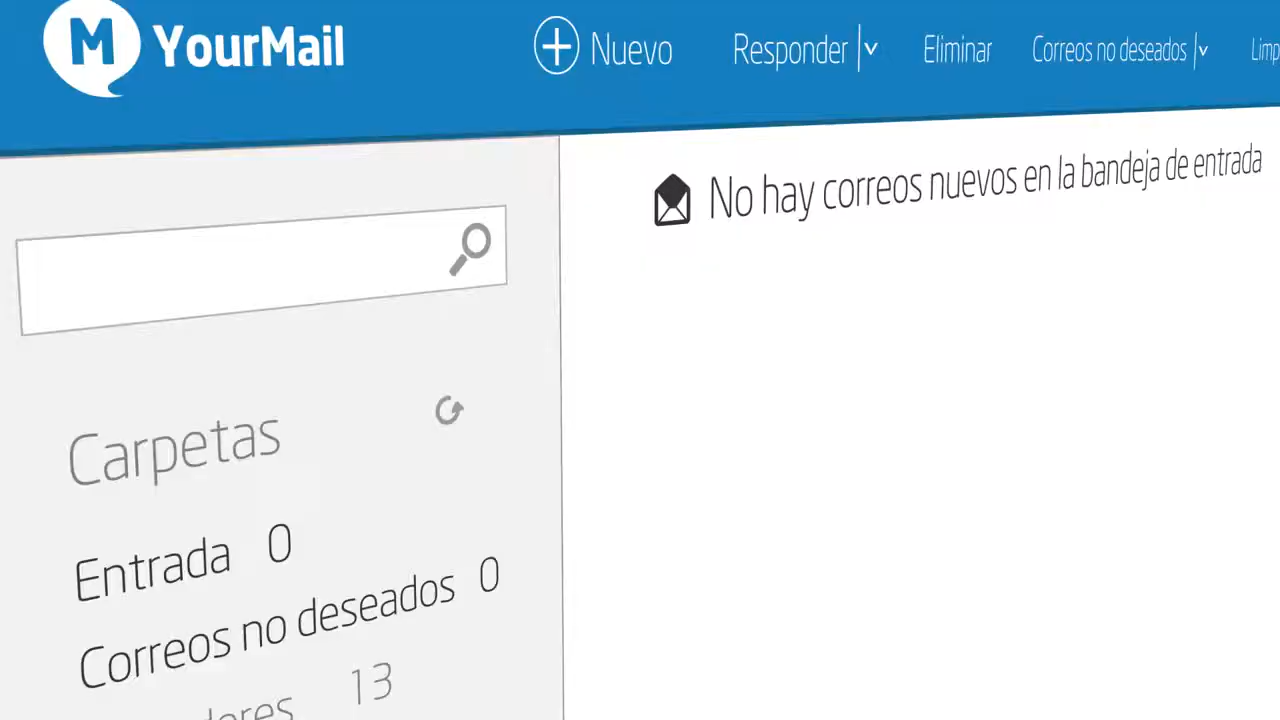 M YourMail
Nuevo Responder Eliminar Correos no deseados
No hay correos nuevos en la bandeja de entrada
Carpetas
Entrada 0
Correos no deseados 0
13